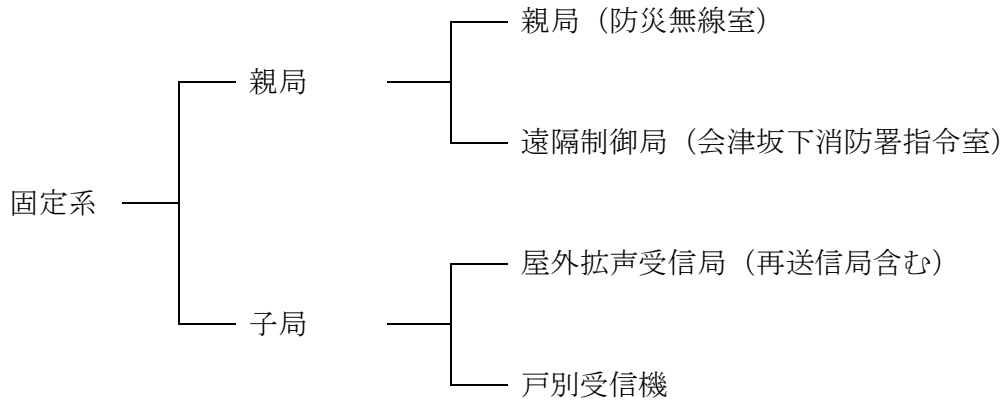 親局（防災無線室）
親局
遠隔制御局（会津坂下消防署指令室）
固定系
屋外拡声受信局（再送信局含む）
子局
戸別受信機